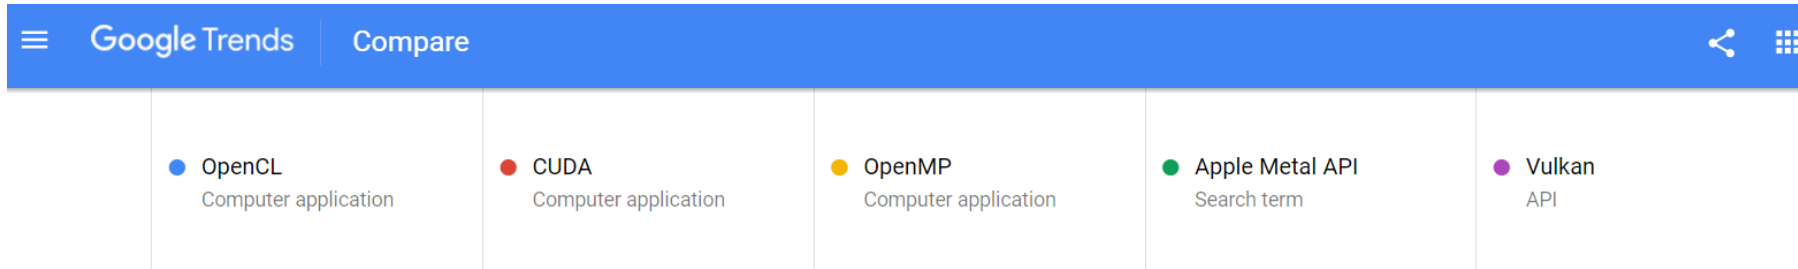 Google Trends Compare
OpenCL
Computer application
CUDA
Computer application
OpenMP
Computer application
Apple Metal API
Search term
Vulkan
API